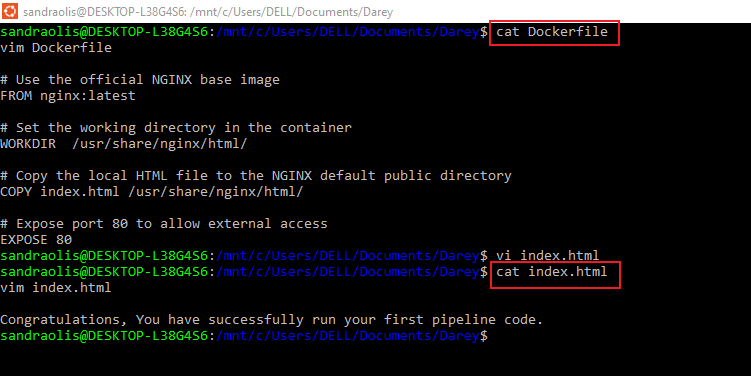 sandraolis@DESKTOP-L38G4S6: /mnt/c/Users/DELL/Documents/Darey
sandraolis@DESKTOP-L38G4S6:/mnt/c/Users/DELL/Documents/Darey$ cat Dockerfile
vim Dockerfile
# Use the official NGINX base image
FROM nginx:latest
# Set the working directory in the container
WORKDIR  /usr/share/nginx/html/
# Copy the local HTML file to the NGINX default public directory
COPY index.html /usr/share/nginx/html/
# Expose port 80 to allow external access
EXPOSE 80
sandraolis@DESKTOP-L38G4S6:/mnt/c/Users/DELL/Documents/Darey$ vi index.html
sandraolis@DESKTOP-L38G4S6:/mnt/c/Users/DELL/Documents/Darey$ cat index.html
vim index.html
Congratulations, You have successfully run your first pipeline code.
sandraolis@DESKTOP-L38G4S6:/mnt/c/Users/DELL/Documents/Darey$